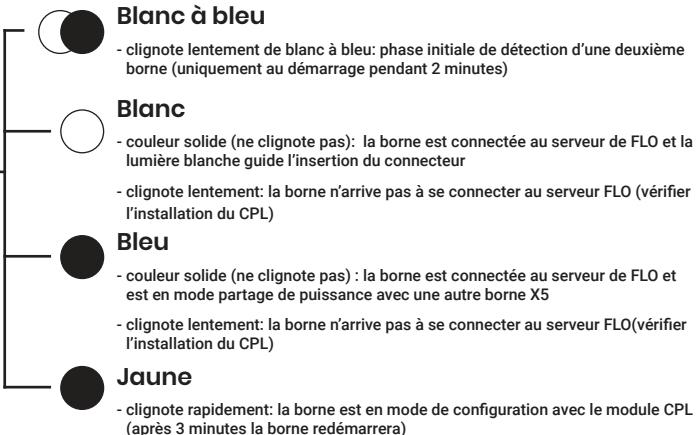 Blanc à bleu
- clignote lentement de blanc à bleu: phase initiale de détection d'une deuxième
borne (uniquement au démarrage pendant 2 minutes)
Blanc
- couleur solide (ne clignote pas): la borne est connectée au serveur de FLO et la
lumière blanche guide l'insertion du connecteur
- clignote lentement: la borne n'arrive pas à se connecter au serveur FLO (vérifier
l'installation du CPL)
Bleu
- couleur solide (ne clignote pas) : la borne est connectée au serveur de FLO et
est en mode partage de puissance avec une autre borne X5
- clignote lentement: la borne n'arrive pas à se connecter au serveur FLO(vérifier
l'installation du CPL)
Jaune
- clignote rapidement: la borne est en mode de configuration avec le module CPL
(après 3 minutes la borne redémarrera)